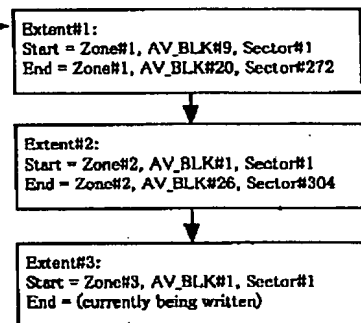 Extent#1:
Start = Zone#1, AV_BLK#9, Sector#1
End = Zone#1, AV_BLK#20, Sector#272
Extent#2:
Start = Zone#2, AV_BLK#1, Sector#1
End = Zone#2, AV_BLK#26, Sector#304
Extent#3:
Start = Zone#3, AV_BLK#1, Sector#1
End = (currently being written)